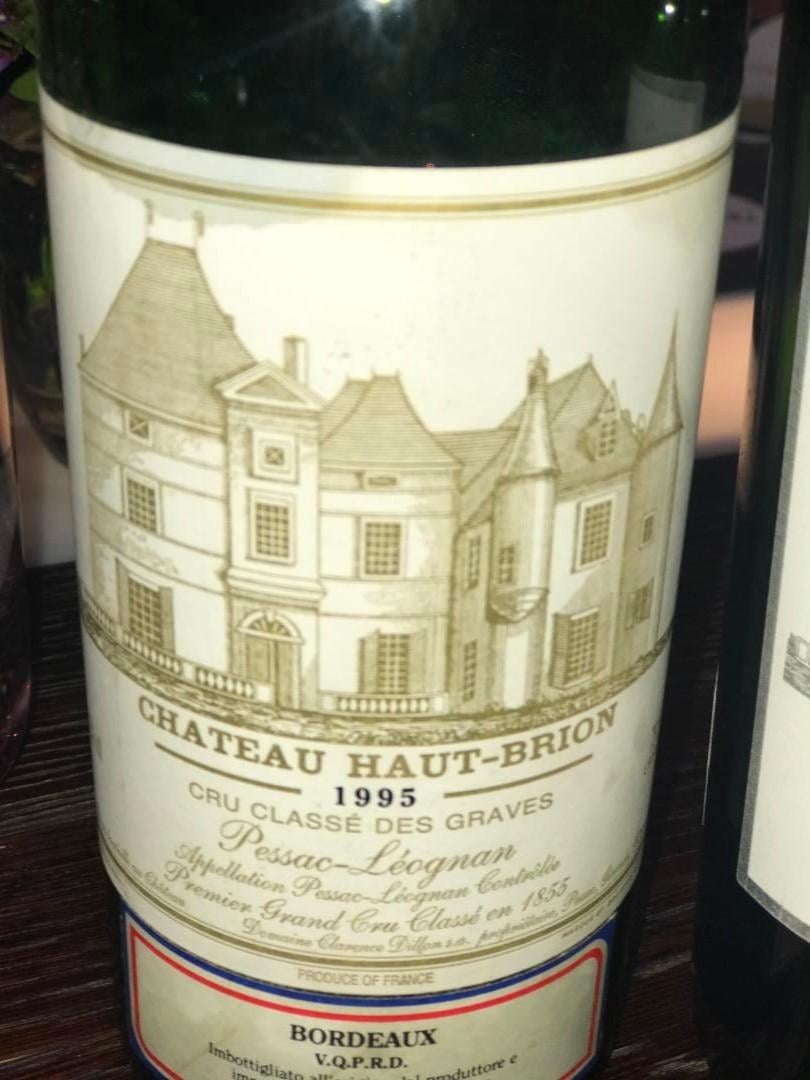 CHATEAU HAUT-BRION
1995
CRU CLASSÉ DES GRAVES
Pessac-Léognan
Appellation Pessac-Léognan Contrôlée
Premier Grand Cru Classé en 1855
Domaine Clarence Dillon s.a. propriétaire,
PRODUCE OF FRANCE
BORDEAUX
V.Q.P.R.D.
Imbottigliato produttore e